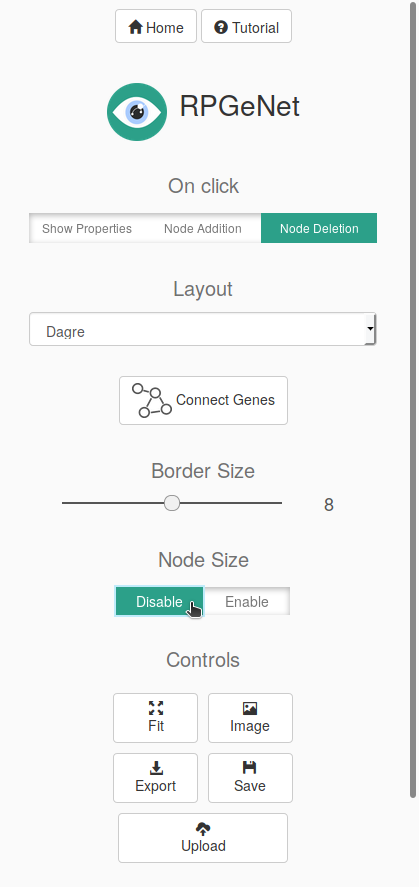 Home Tutorial
RPGeNet
On click
Show Properties Node Addition Node Deletion
Layout
Dagre
Connect Genes
Border Size
8
Node Size
Disable Enable
Controls
Fit Image
Export Save
Upload